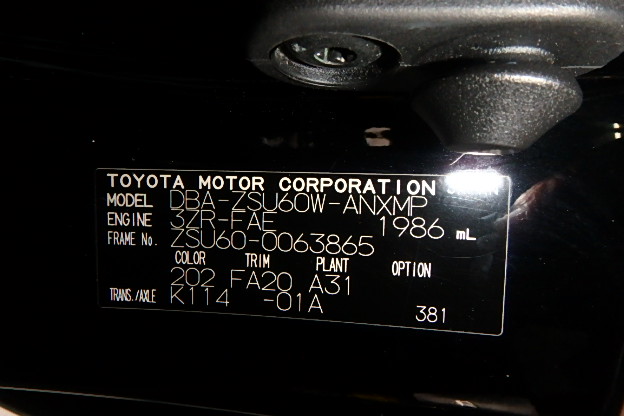 TOYOTA MOTOR CORPORATION
MODEL DBA-ZSU60W-ANXMP
ENGINE 3ZR-FAE 1986 mL
FRAME No. ZSU60-0063865
COLOR TRIM PLANT OPTION
202 FA20 A31
TRANS./AXLE K114 -01A
381